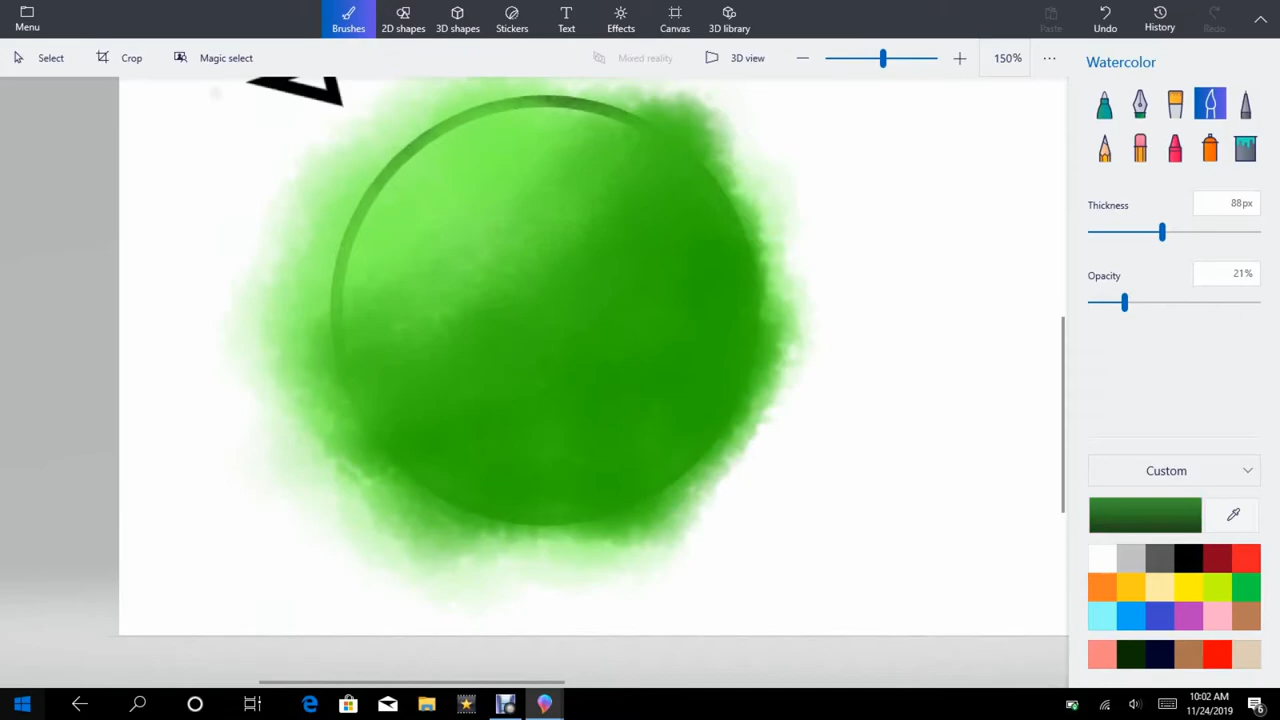 Menu
Brushes
2D shapes
3D shapes
Stickers
Text
Effects
Canvas
3D library
Paste
Undo
History
Redo
Select
Crop
Magic select
Mixed reality
3D view
150%
Watercolor
Thickness
88px
Opacity
21%
Custom
10:02 AM
11/24/2019
6